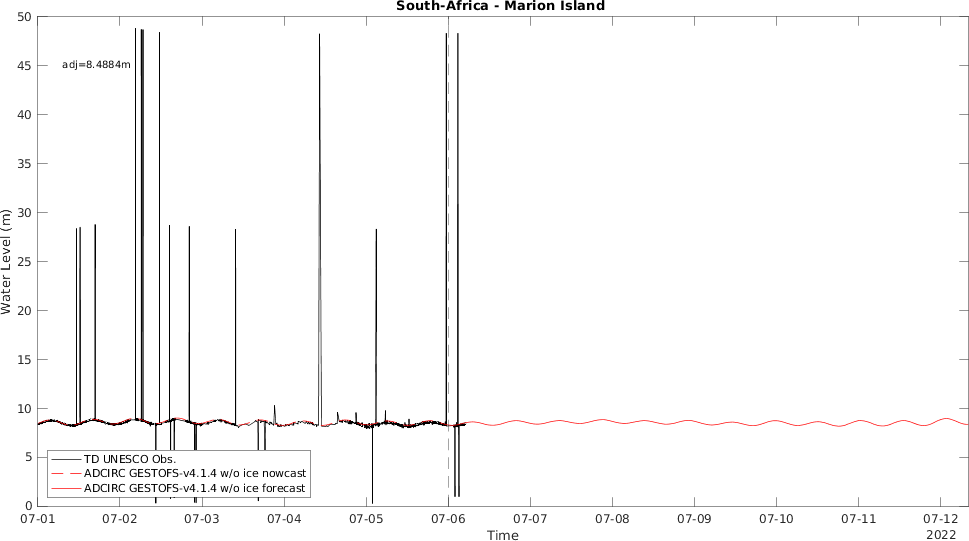 South-Africa - Marion Island
50
45
40
35
30
25
20
15
10
5
0
Water Level (m)
adj=8.4884m
TD UNESCO Obs.
ADCIRC GESTOFS-v4.1.4 w/o ice nowcast
ADCIRC GESTOFS-v4.1.4 w/o ice forecast
07-01 07-02 07-03 07-04 07-05 07-06 07-07 07-08 07-09 07-10 07-11 07-12
Time
2022